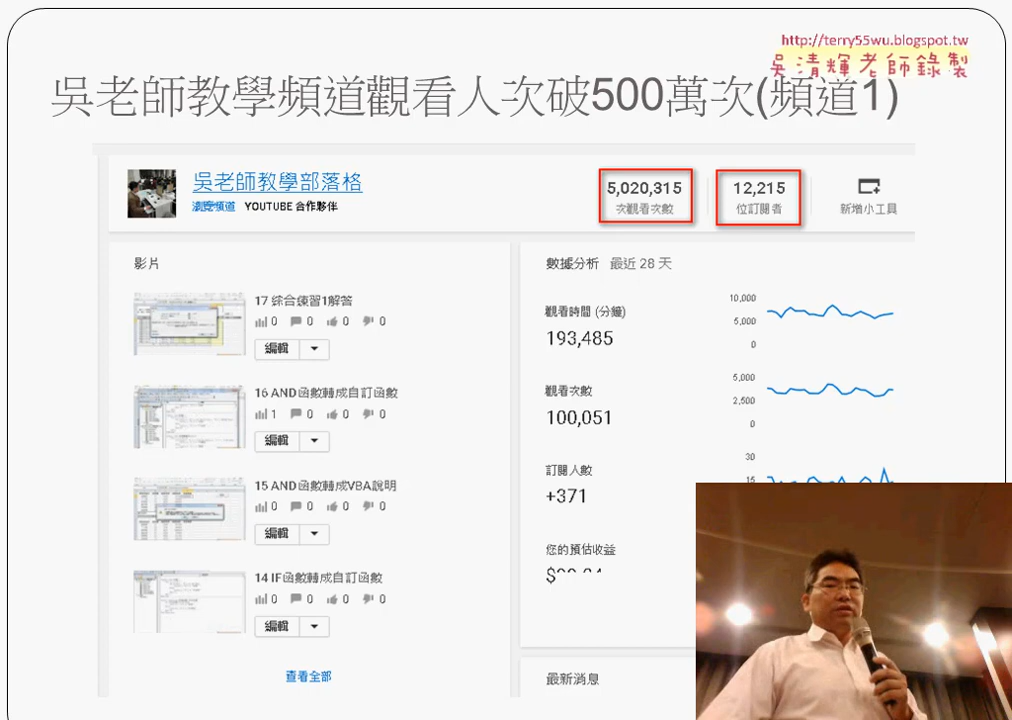 http://terry55wu.blogspot.tw
吳清輝老師錄製
吳老師教學頻道觀看人次破500萬次(頻道1)
吳老師教學部落格
瀏覽頻道 YOUTUBE 合作夥伴
5,020,315
次觀看次數
12,215
位訂閱者
新增小工具
影片
17 綜合練習1解答
0 0 0 0
編輯
16 AND函數轉成自訂函數
1 0 0 0
編輯
15 AND函數轉成VBA說明
0 0 0 0
編輯
14 IF函數轉成自訂函數
0 0 0 0
編輯
查看全部
數據分析 最近 28 天
觀看時間 (分鐘)
193,485
10,000
5,000
0
觀看次數
100,051
5,000
2,500
0
訂閱人數
+371
30
15
您的預估收益
最新消息